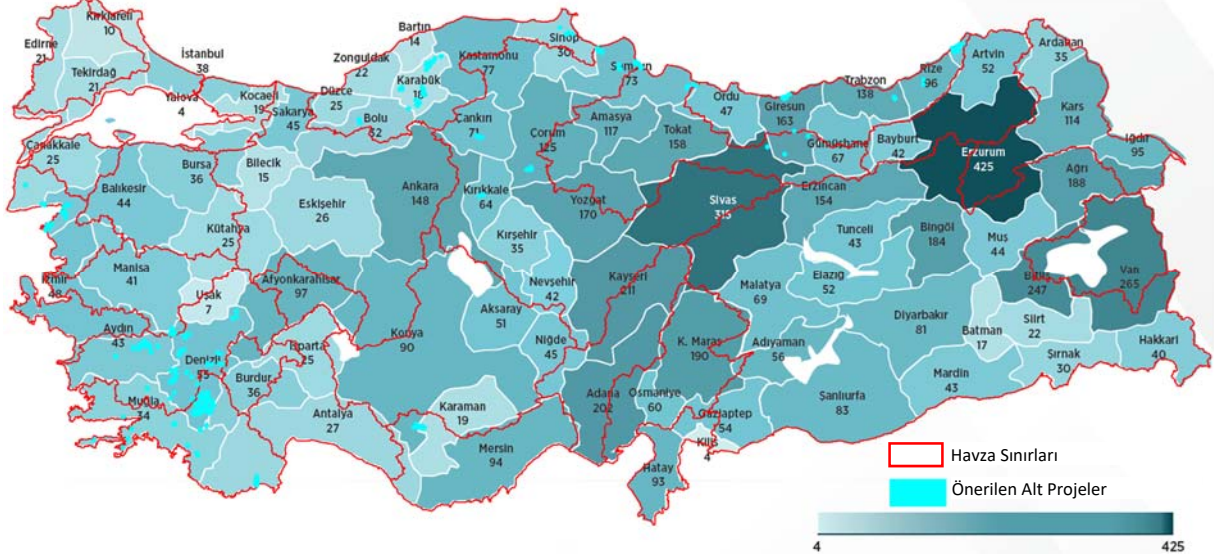 Kırklareli
10
Edirne
21
Tekirdağ
21
İstanbul
38
Yalova
4
Kocaeli
19
Sakarya
45
Düzce
25
Zonguldak
22
Bartın
14
Karabük
18
Bolu
32
Kastamonu
77
Sinop
30
Samsun
73
Çankırı
71
Çorum
125
Amasya
117
Tokat
158
Ordu
47
Giresun
163
Trabzon
138
Rize
96
Artvin
52
Ardahan
35
Kars
114
Iğdır
95
Gümüşhane
67
Bayburt
42
Erzurum
425
Ağrı
188
Çanakkale
25
Balıkesir
44
Bursa
36
Bilecik
15
Eskişehir
26
Kütahya
25
Ankara
148
Kırıkkale
64
Yozgat
170
Sivas
315
Erzincan
154
Tunceli
43
Bingöl
184
Muş
44
Bitlis
247
Van
265
Kırşehir
35
Nevşehir
42
Kayseri
211
Malatya
69
Elazığ
52
Diyarbakır
81
Batman
17
Siirt
22
Şırnak
30
Hakkari
40
İzmir
48
Manisa
41
Uşak
7
Afyonkarahisar
97
Aksaray
51
Niğde
45
Konya
90
Aydın
43
Denizli
55
Isparta
25
Burdur
36
Muğla
34
Antalya
27
Karaman
19
Mersin
94
Adana
202
K. Maraş
190
Osmaniye
60
Adıyaman
56
Gaziaptep
54
Kilis
4
Hatay
93
Şanlıurfa
83
Mardin
43
Havza Sınırları
Önerilen Alt Projeler
4
425